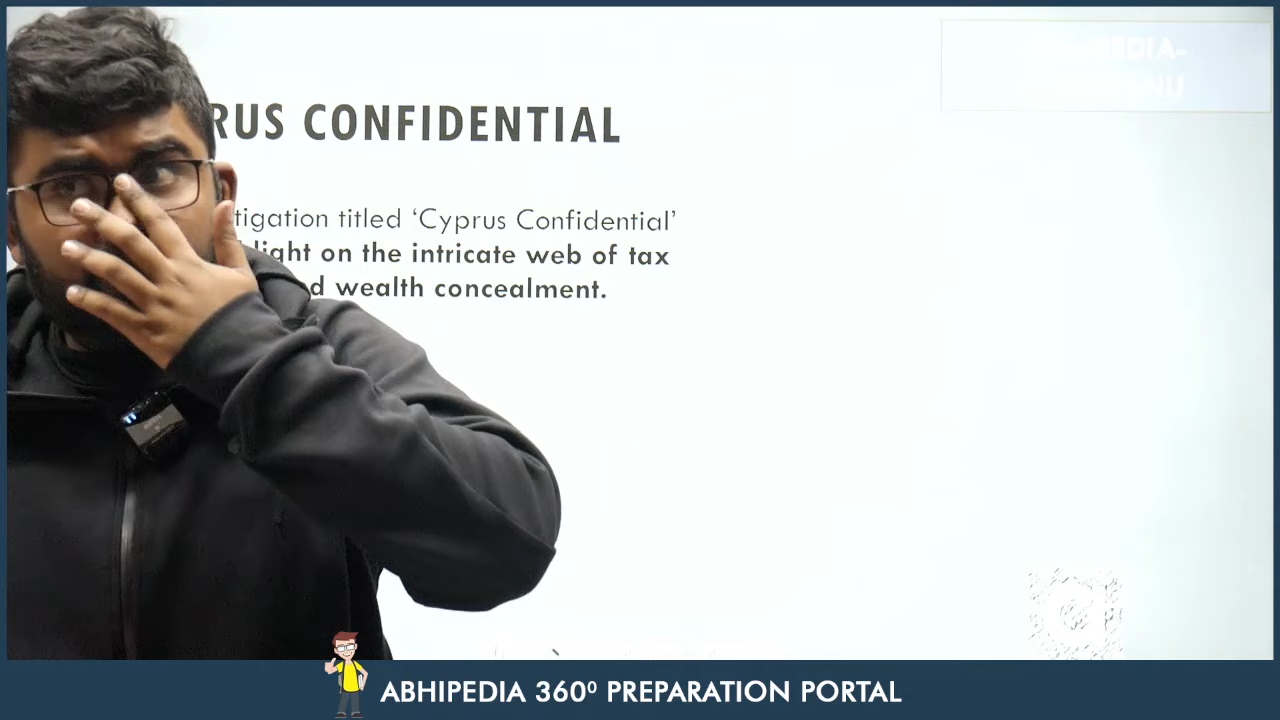 RUS CONFIDENTIAL
tigation titled ‘Cyprus Confidential’
light on the intricate web of tax
d wealth concealment.
ABHIPEDIA 360⁰ PREPARATION PORTAL